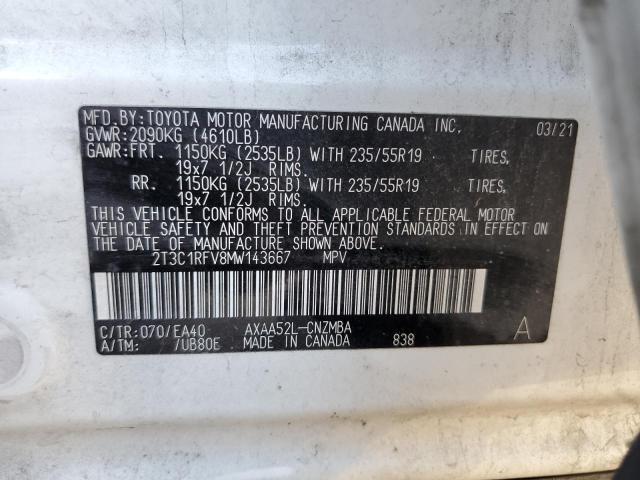 MFD.BY:TOYOTA MOTOR MANUFACTURING CANADA INC. 03/21
GVWR:2090KG (4610LB)
GAWR:FRT. 1150KG (2535LB) WITH 235/55R19 TIRES,
19x7 1/2J RIMS.
RR. 1150KG (2535LB) WITH 235/55R19 TIRES,
19x7 1/2J RIMS.
THIS VEHICLE CONFORMS TO ALL APPLICABLE FEDERAL MOTOR
VEHICLE SAFETY AND THEFT PREVENTION STANDARDS IN EFFECT ON
THE DATE OF MANUFACTURE SHOWN ABOVE.
2T3C1RFV8MW143667 MPV
C/TR:070/EA40 AXAA52L-CNZMBA A
A/TM: /UB80E MADE IN CANADA 838